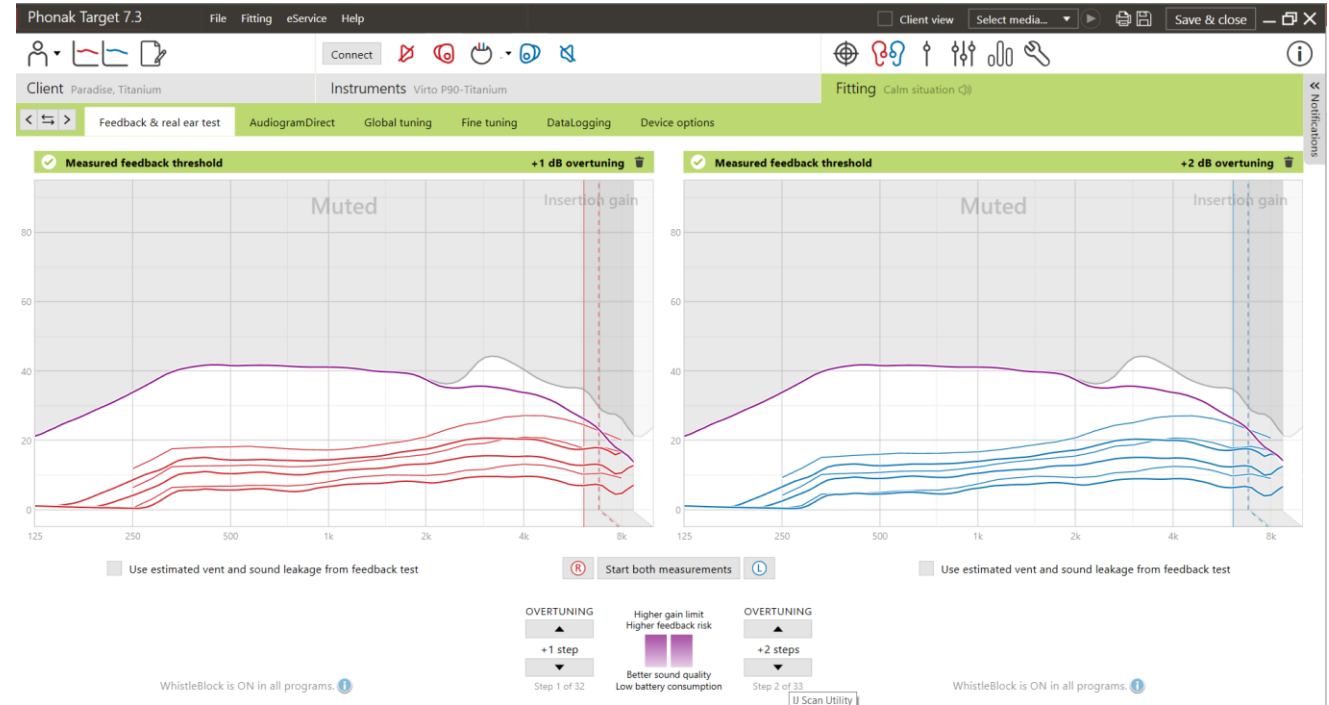 Phonak Target 7.3
File Fitting eService Help
Client view Select media... Save & close
Connect
Client Paradise, Titanium
Instruments Virto P90-Titanium
Fitting Calm situation
Notifications
Feedback & real ear test AudiogramDirect Global tuning Fine tuning DataLogging Device options
Measured feedback threshold +1 dB overtuning
Measured feedback threshold +2 dB overtuning
Muted Insertion gain
Muted Insertion gain
80 80
60 60
40 40
20 20
0 0
125 250 500 1k 2k 4k 8k 125 250 500 1k 2k 4k 8k
Use estimated vent and sound leakage from feedback test
R Start both measurements L
Use estimated vent and sound leakage from feedback test
OVERTUNING Higher gain limit OVERTUNING
Higher feedback risk
+1 step +2 steps
Better sound quality
Step 1 of 32 Low battery consumption Step 2 of 33
WhistleBlock is ON in all programs. i WhistleBlock is ON in all programs. i
Scan Utility